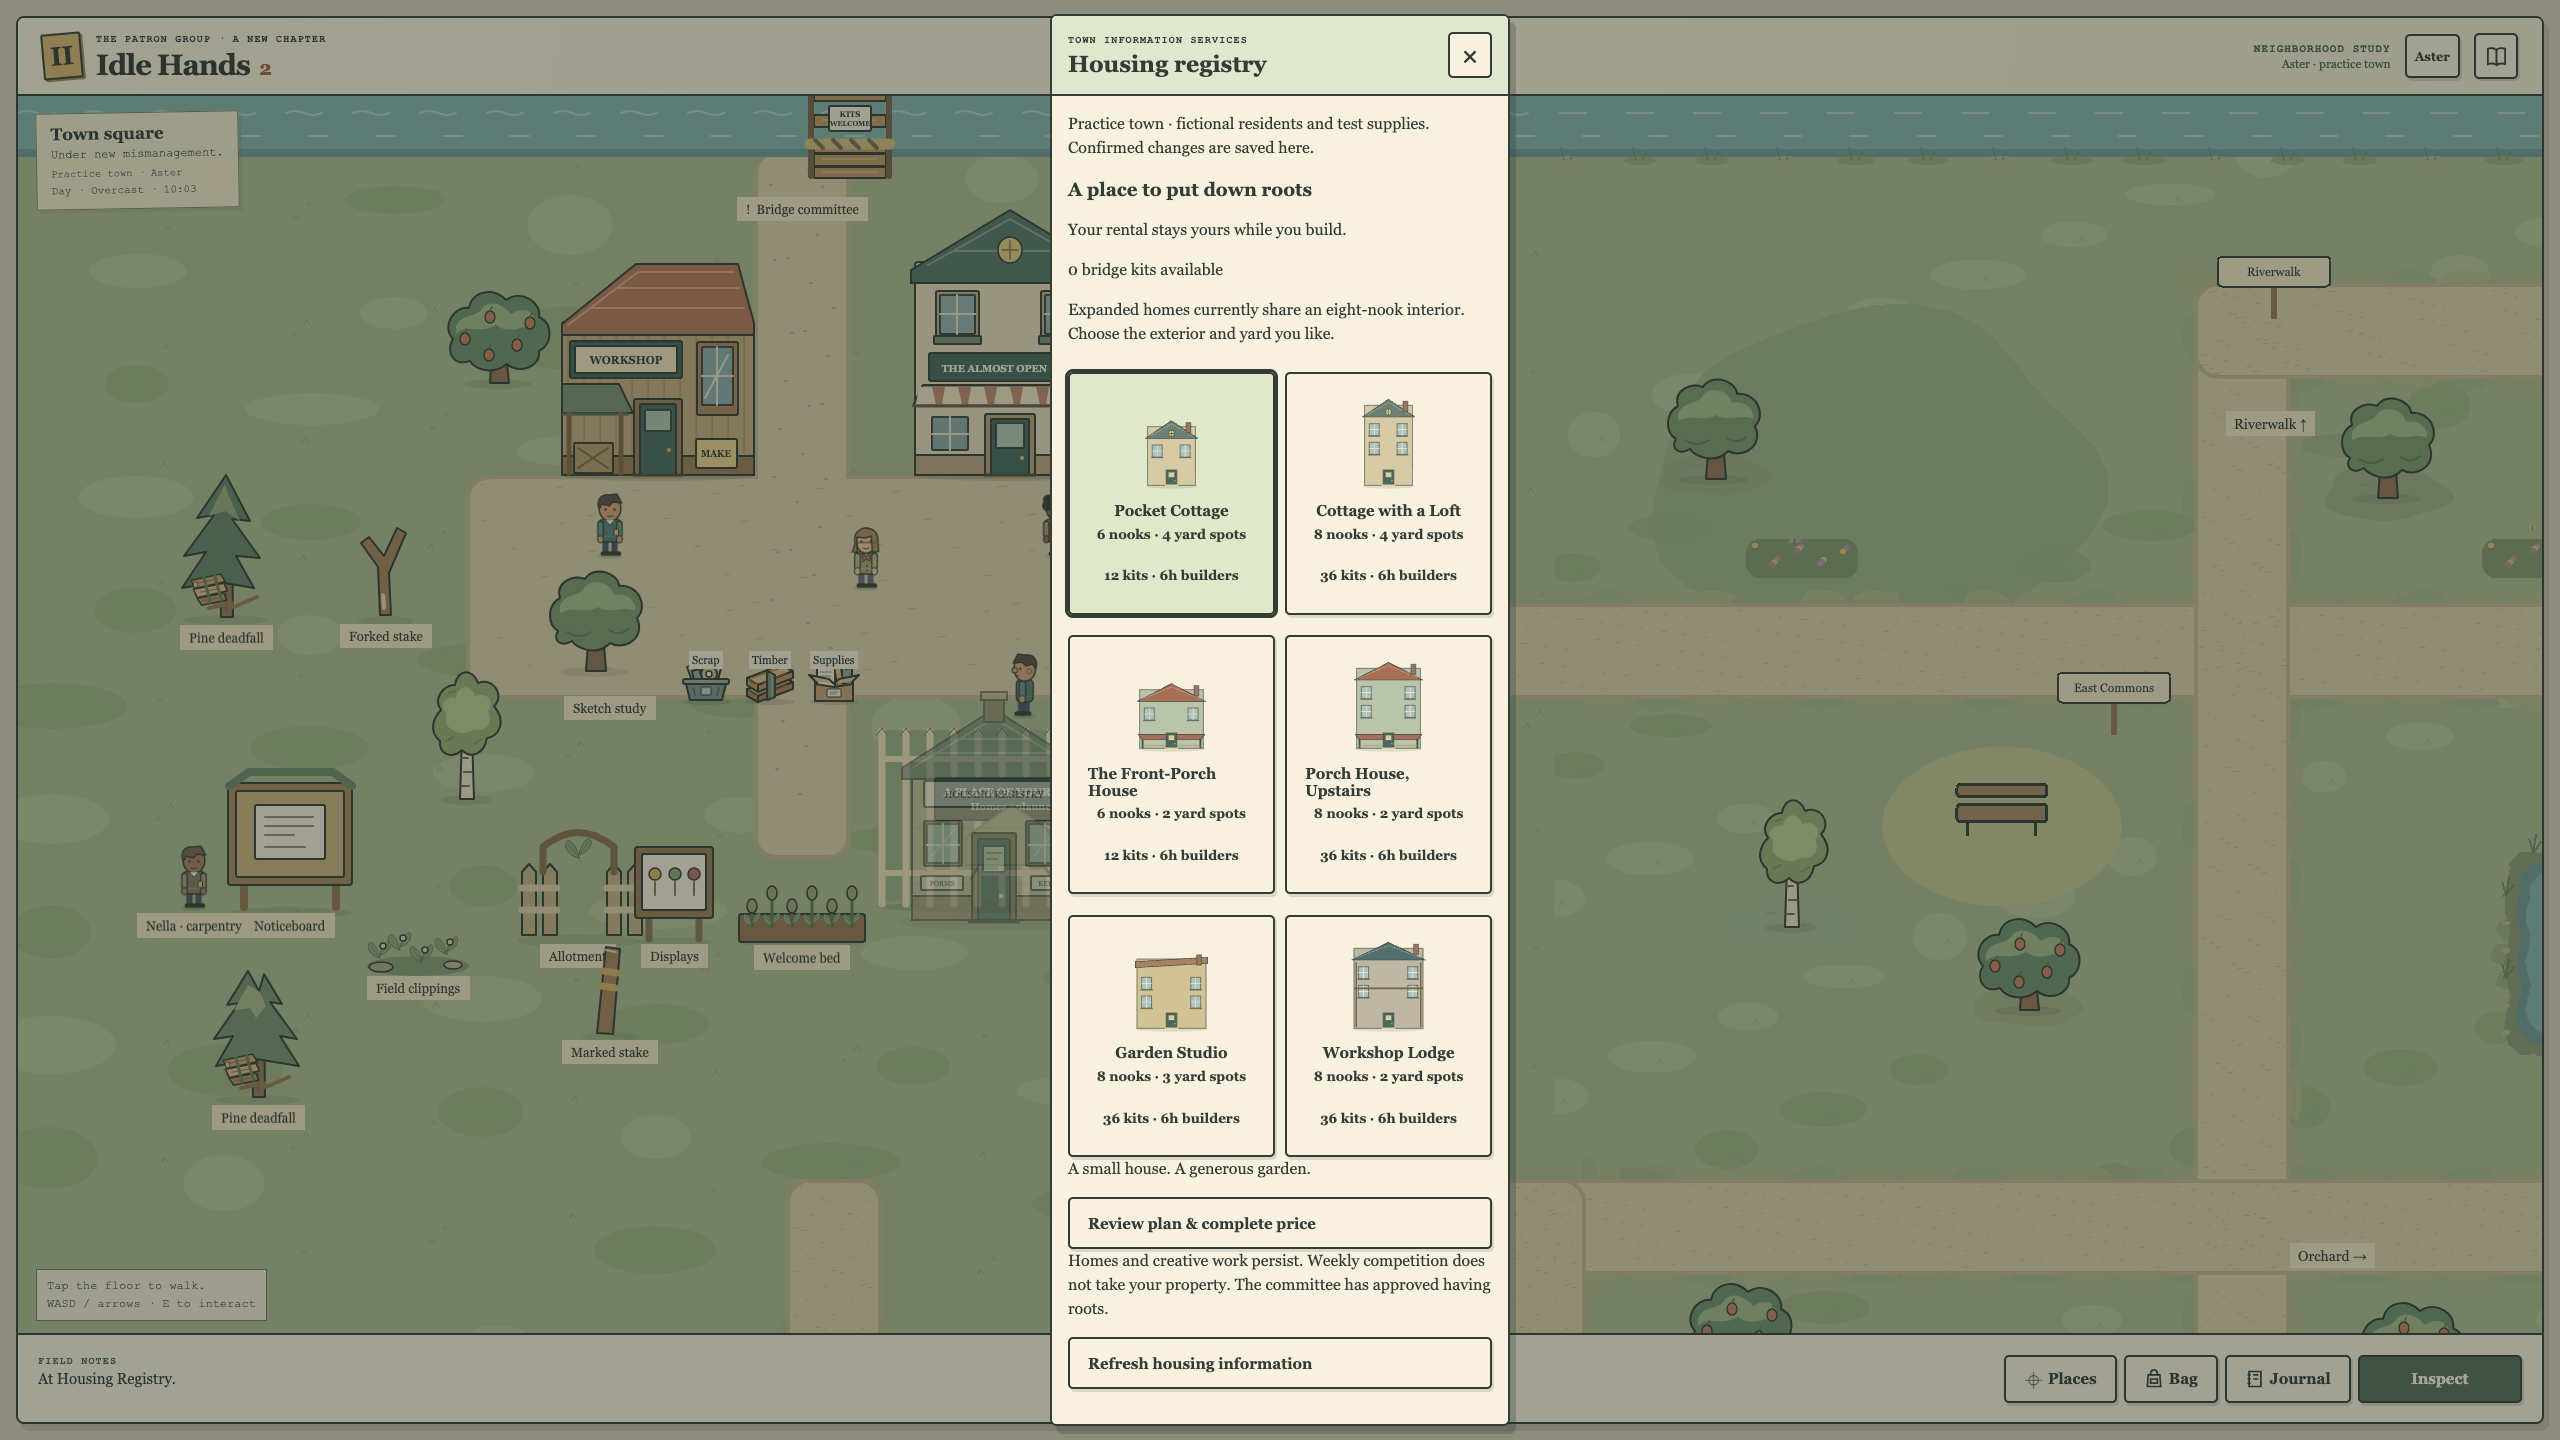 II
THE PATRON GROUP · A NEW CHAPTER
Idle Hands 2
NEIGHBORHOOD STUDY
Aster · practice town
Aster
Town square
Under new mismanagement.
Practice town · Aster
Day · Overcast · 10:03
KITS
WELCOME
! Bridge committee
WORKSHOP
MAKE
THE ALMOST OPEN
Pine deadfall
Forked stake
Sketch study
Scrap
Timber
Supplies
HOUSING REGISTRY
FORMS
Nella · carpentry
Noticeboard
Field clippings
Allotment
Displays
Welcome bed
Marked stake
Pine deadfall
TOWN INFORMATION SERVICES
Housing registry
×
Practice town · fictional residents and test supplies.
Confirmed changes are saved here.
A place to put down roots
Your rental stays yours while you build.
0 bridge kits available
Expanded homes currently share an eight-nook interior.
Choose the exterior and yard you like.
Pocket Cottage
6 nooks · 4 yard spots
12 kits · 6h builders
Cottage with a Loft
8 nooks · 4 yard spots
36 kits · 6h builders
The Front-Porch
House
6 nooks · 2 yard spots
12 kits · 6h builders
Porch House,
Upstairs
8 nooks · 2 yard spots
36 kits · 6h builders
Garden Studio
8 nooks · 3 yard spots
36 kits · 6h builders
Workshop Lodge
8 nooks · 2 yard spots
36 kits · 6h builders
A small house. A generous garden.
Review plan & complete price
Homes and creative work persist. Weekly competition does
not take your property. The committee has approved having
roots.
Refresh housing information
Riverwalk
Riverwalk ↑
East Commons
Orchard →
Tap the floor to walk.
WASD / arrows · E to interact
FIELD NOTES
At Housing Registry.
Places
Bag
Journal
Inspect